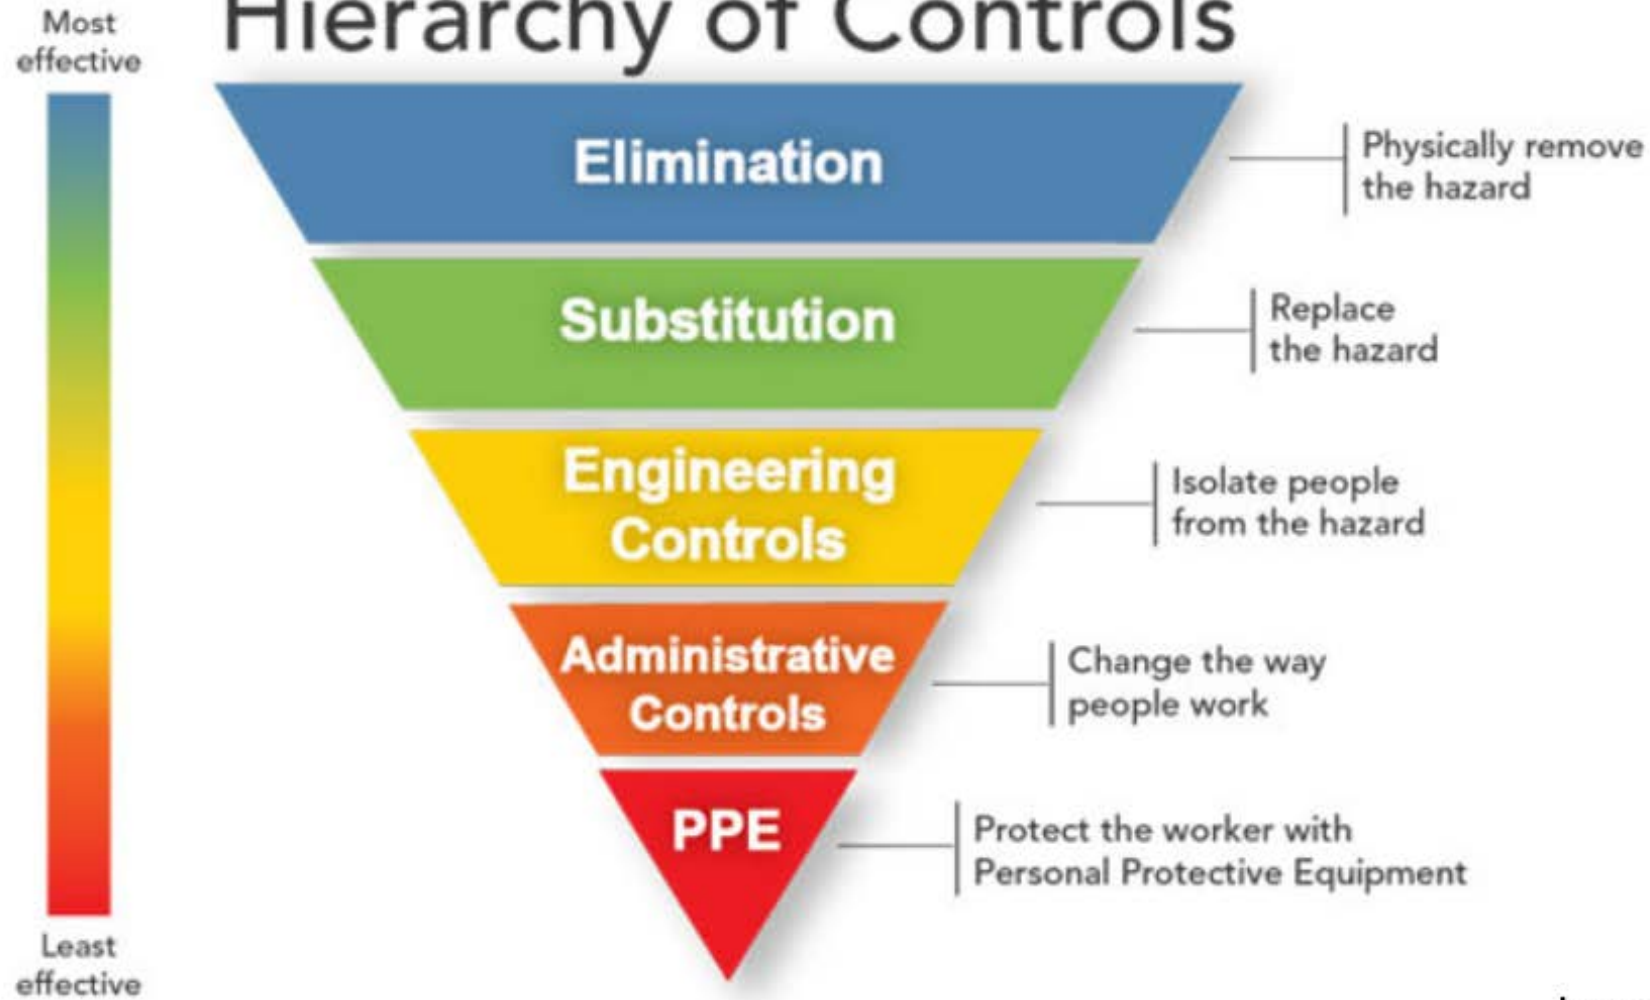 Hierarchy of Controls
Most
effective
Elimination
Physically remove
the hazard
Substitution
Replace
the hazard
Engineering
Controls
Isolate people
from the hazard
Administrative
Controls
Change the way
people work
PPE
Protect the worker with
Personal Protective Equipment
Least
effective